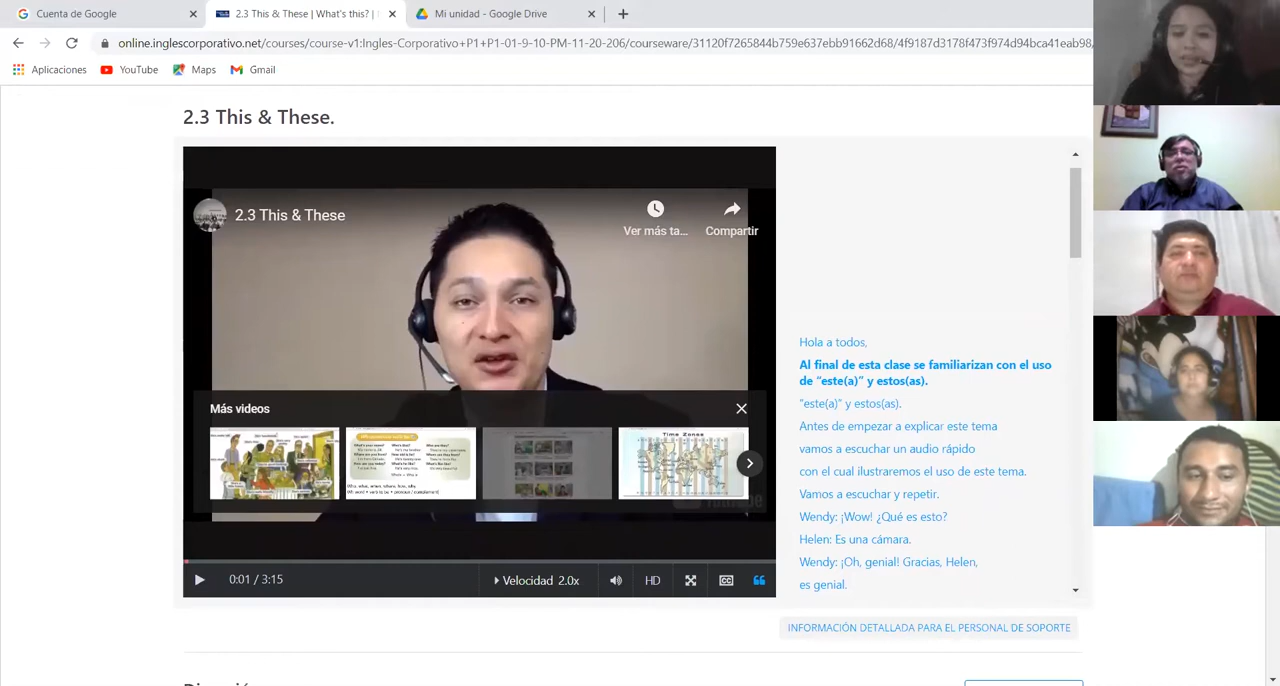 Cuenta de Google
2.3 This & These | What's this? |
Mi unidad - Google Drive
online.inglescorporativo.net/courses/course-v1:Ingles-Corporativo+P1+P1-01-9-10-PM-11-20-206/courseware/31120f7265844b759e637ebb91662d68/4f9187d3178f473f974d94bca41eab98/
Aplicaciones
YouTube
Maps
Gmail
2.3 This & These.
2.3 This & These
Ver más ta...
Compartir
Más videos
Time Zones
0:01 / 3:15
Velocidad 2.0x
HD
CC
Hola a todos,
Al final de esta clase se familiarizan con el uso
de “este(a)” y estos(as).
“este(a)” y estos(as).
Antes de empezar a explicar este tema
vamos a escuchar un audio rápido
con el cual ilustraremos el uso de este tema.
Vamos a escuchar y repetir.
Wendy: ¡Wow! ¿Qué es esto?
Helen: Es una cámara.
Wendy: ¡Oh, genial! Gracias, Helen,
es genial.
INFORMACIÓN DETALLADA PARA EL PERSONAL DE SOPORTE